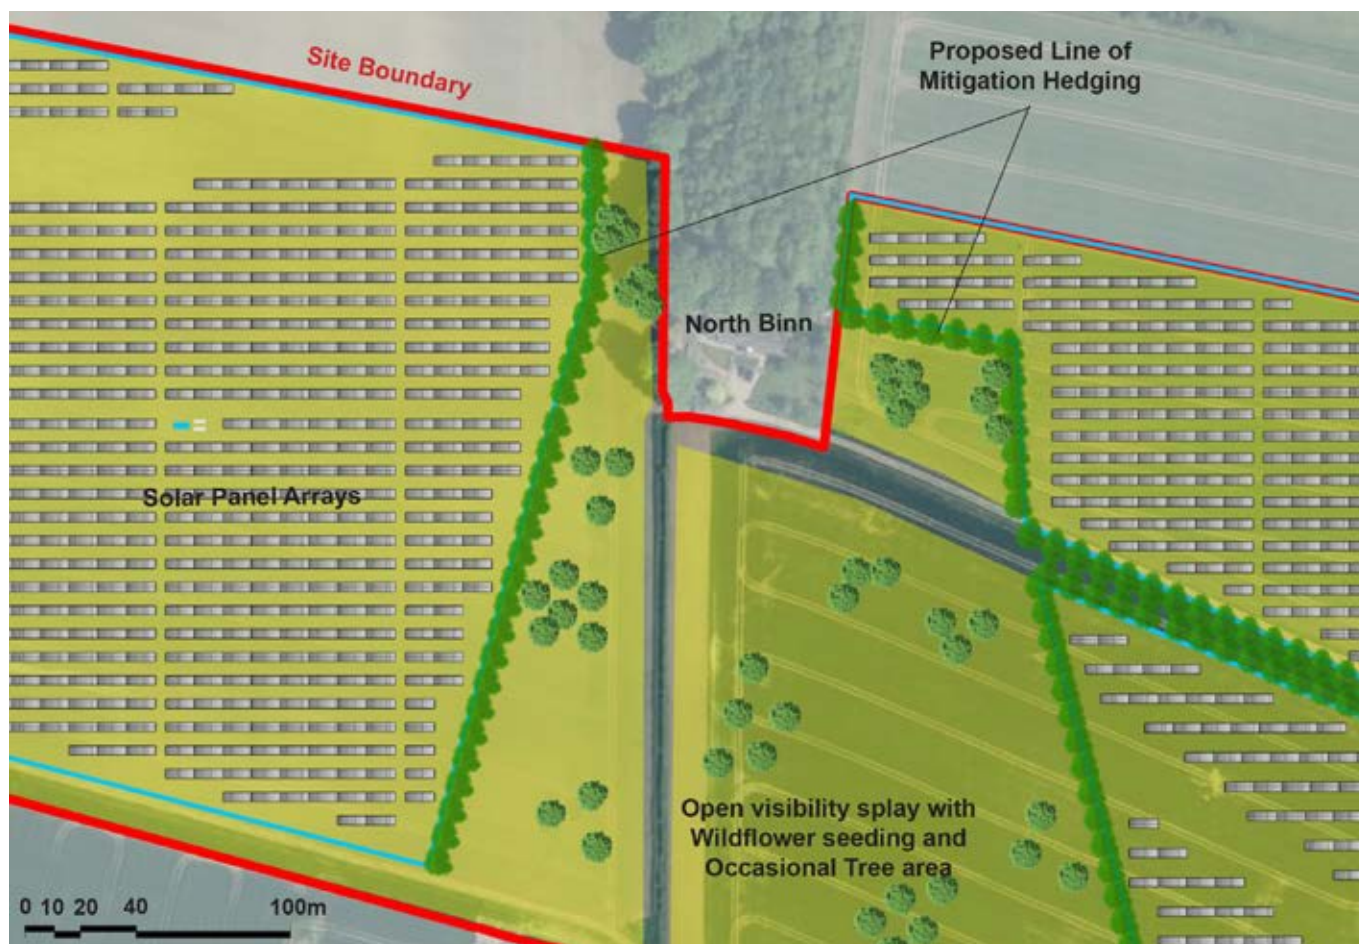 Site Boundary
Proposed Line of
Mitigation Hedging
North Binn
Solar Panel Arrays
Open visibility splay with
Wildflower seeding and
Occasional Tree area
0 10 20 40 100m